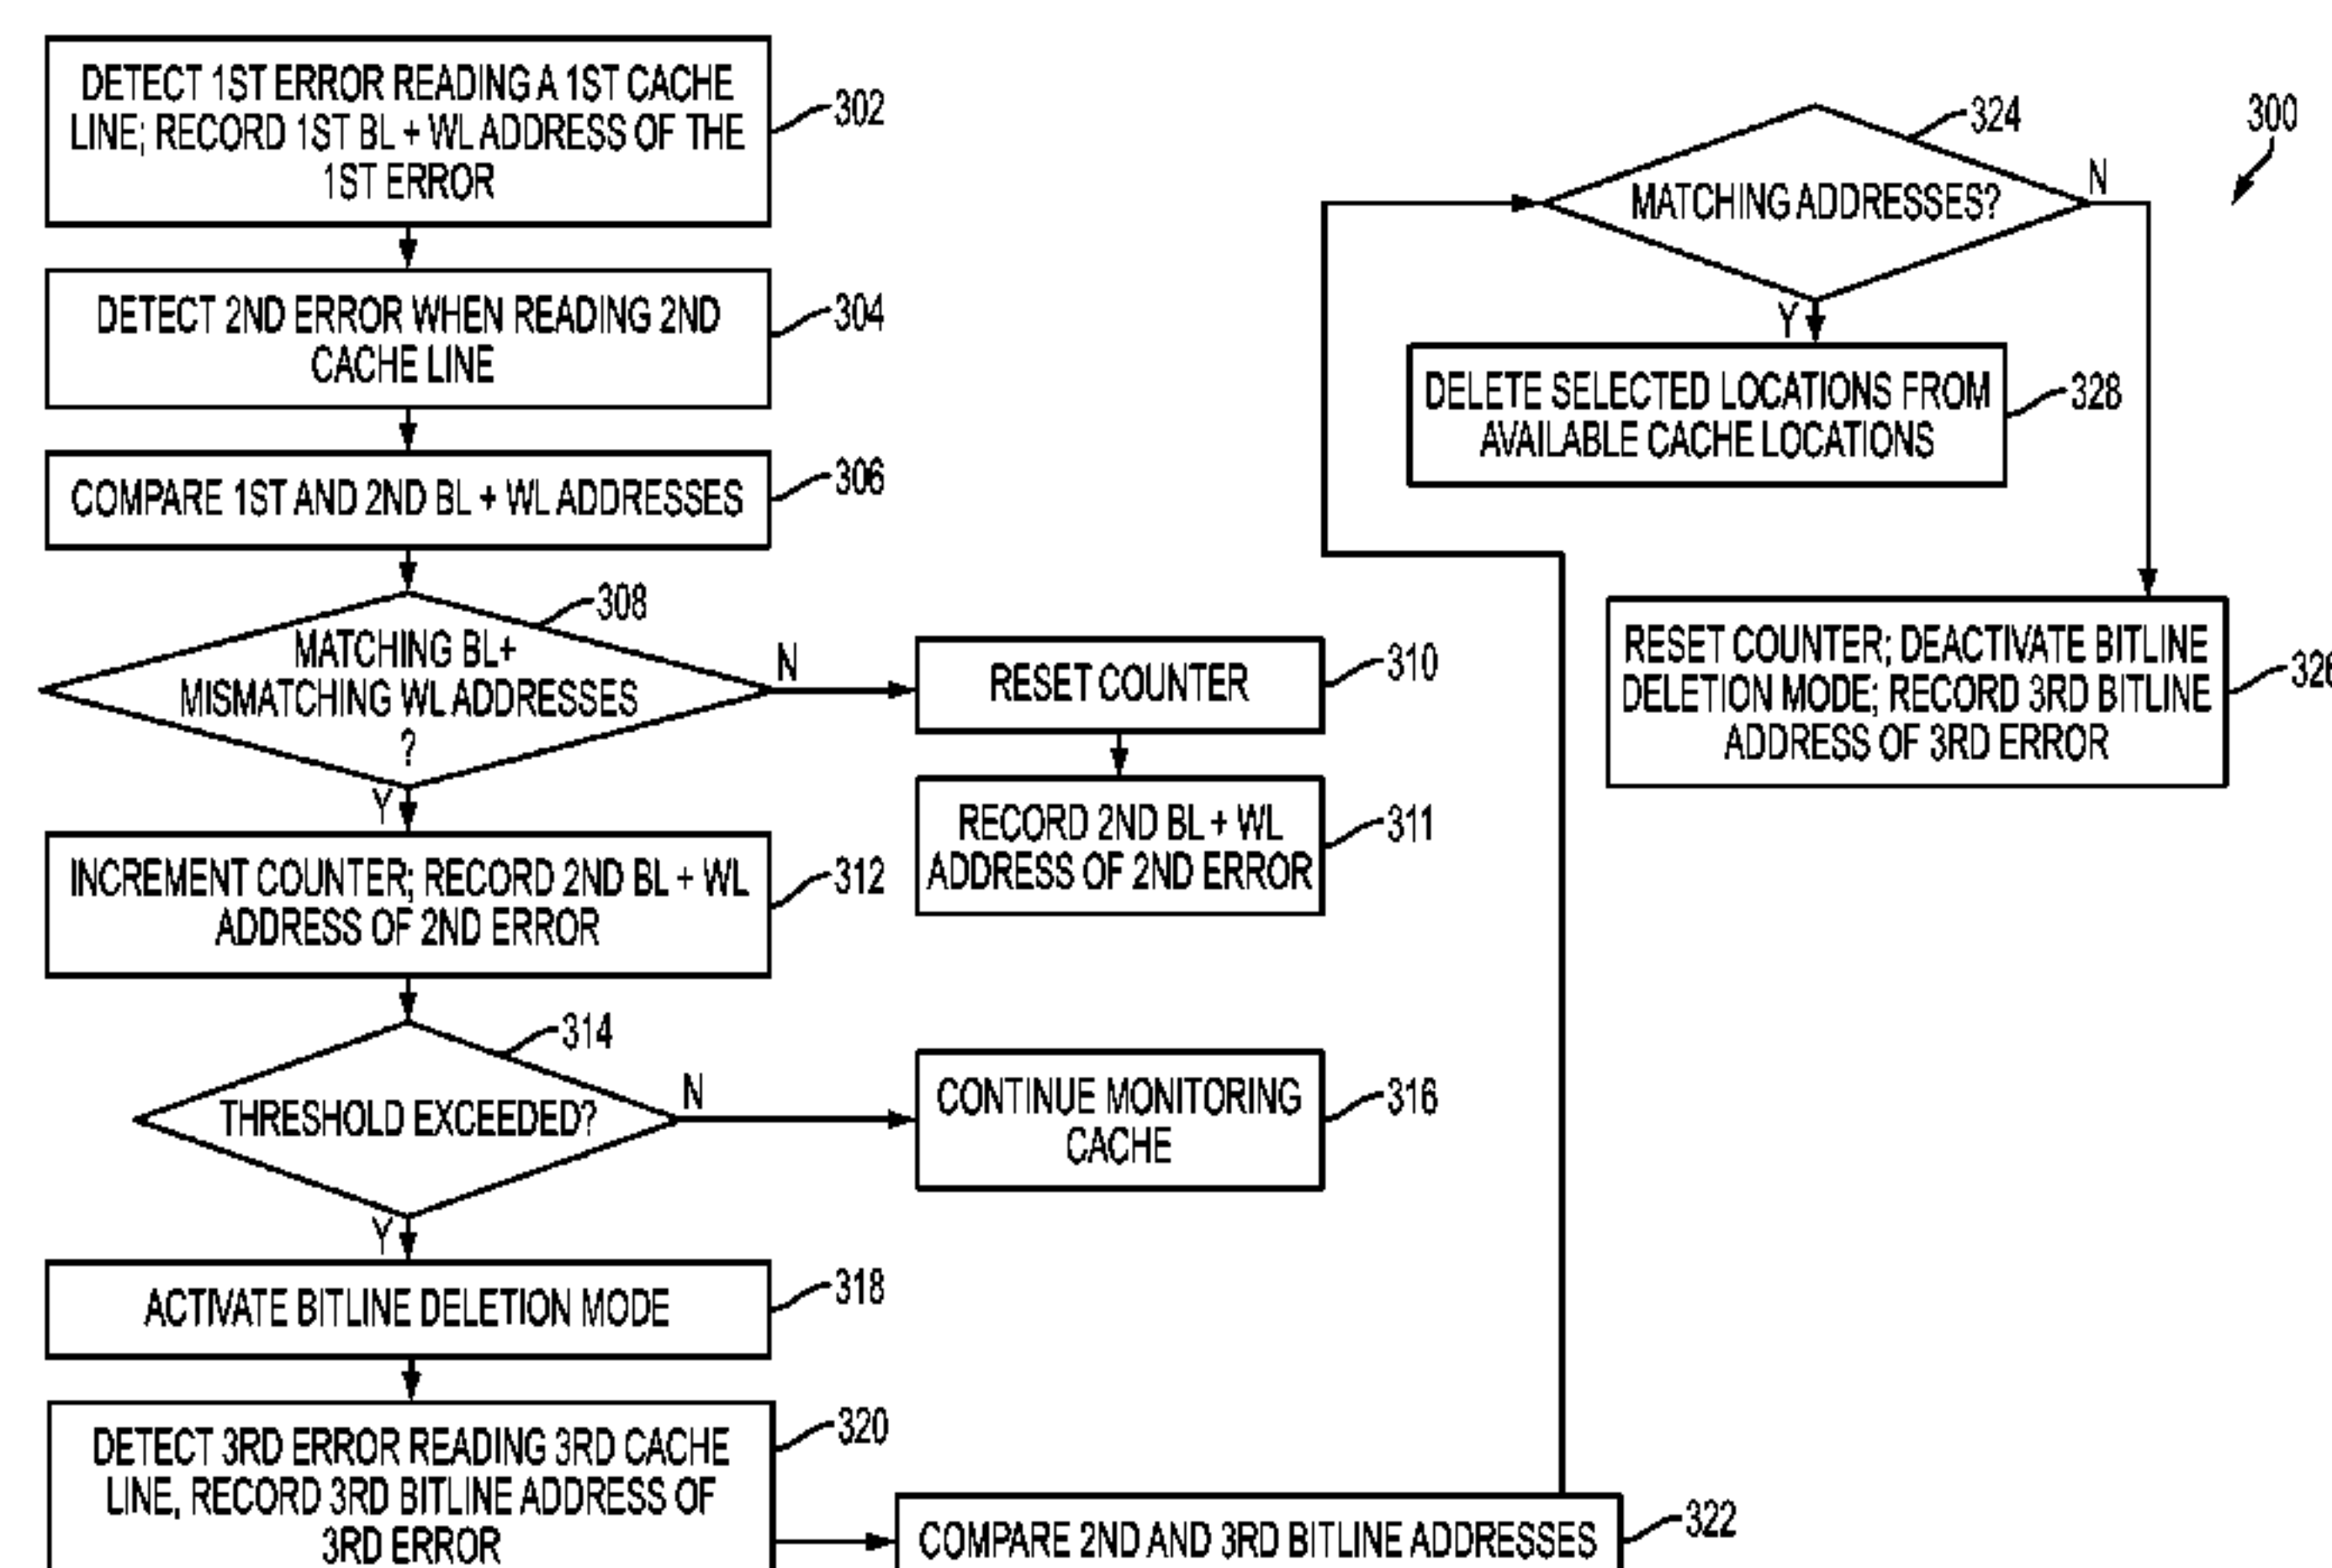 DETECT 1ST ERROR READING A 1ST CACHE
LINE; RECORD 1ST BL + WL ADDRESS OF THE
1ST ERROR
302
DETECT 2ND ERROR WHEN READING 2ND
CACHE LINE
304
COMPARE 1ST AND 2ND BL + WL ADDRESSES
306
308
MATCHING BL+
MISMATCHING WL ADDRESSES
?
N
Y
RESET COUNTER
310
RECORD 2ND BL + WL
ADDRESS OF 2ND ERROR
311
INCREMENT COUNTER; RECORD 2ND BL + WL
ADDRESS OF 2ND ERROR
312
314
THRESHOLD EXCEEDED?
N
Y
CONTINUE MONITORING
CACHE
316
ACTIVATE BITLINE DELETION MODE
318
DETECT 3RD ERROR READING 3RD CACHE
LINE, RECORD 3RD BITLINE ADDRESS OF
3RD ERROR
320
COMPARE 2ND AND 3RD BITLINE ADDRESSES
322
324
MATCHING ADDRESSES?
N
Y
300
DELETE SELECTED LOCATIONS FROM
AVAILABLE CACHE LOCATIONS
328
RESET COUNTER; DEACTIVATE BITLINE
DELETION MODE; RECORD 3RD BITLINE
ADDRESS OF 3RD ERROR
326